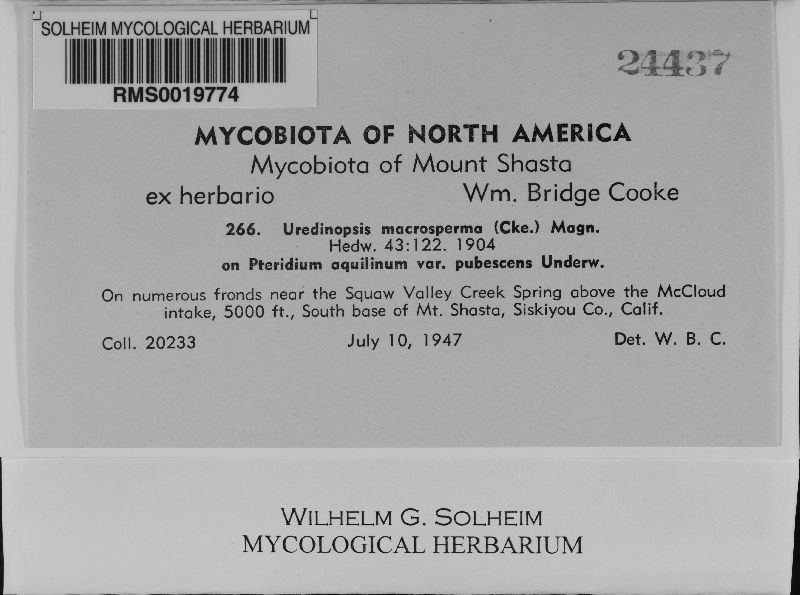 SOLHEIM MYCOLOGICAL HERBARIUM
RMS0019774
24437
MYCOBIOTA OF NORTH AMERICA
Mycobiota of Mount Shasta
ex herbario Wm. Bridge Cooke
266. Uredinopsis macrosperma (Cke.) Magn.
Hedw. 43:122. 1904
on Pteridium aquilinum var. pubescens Underw.
On numerous fronds near the Squaw Valley Creek Spring above the McCloud
intake, 5000 ft., South base of Mt. Shasta, Siskiyou Co., Calif.
Coll. 20233 July 10, 1947 Det. W. B. C.
WILHELM G. SOLHEIM
MYCOLOGICAL HERBARIUM